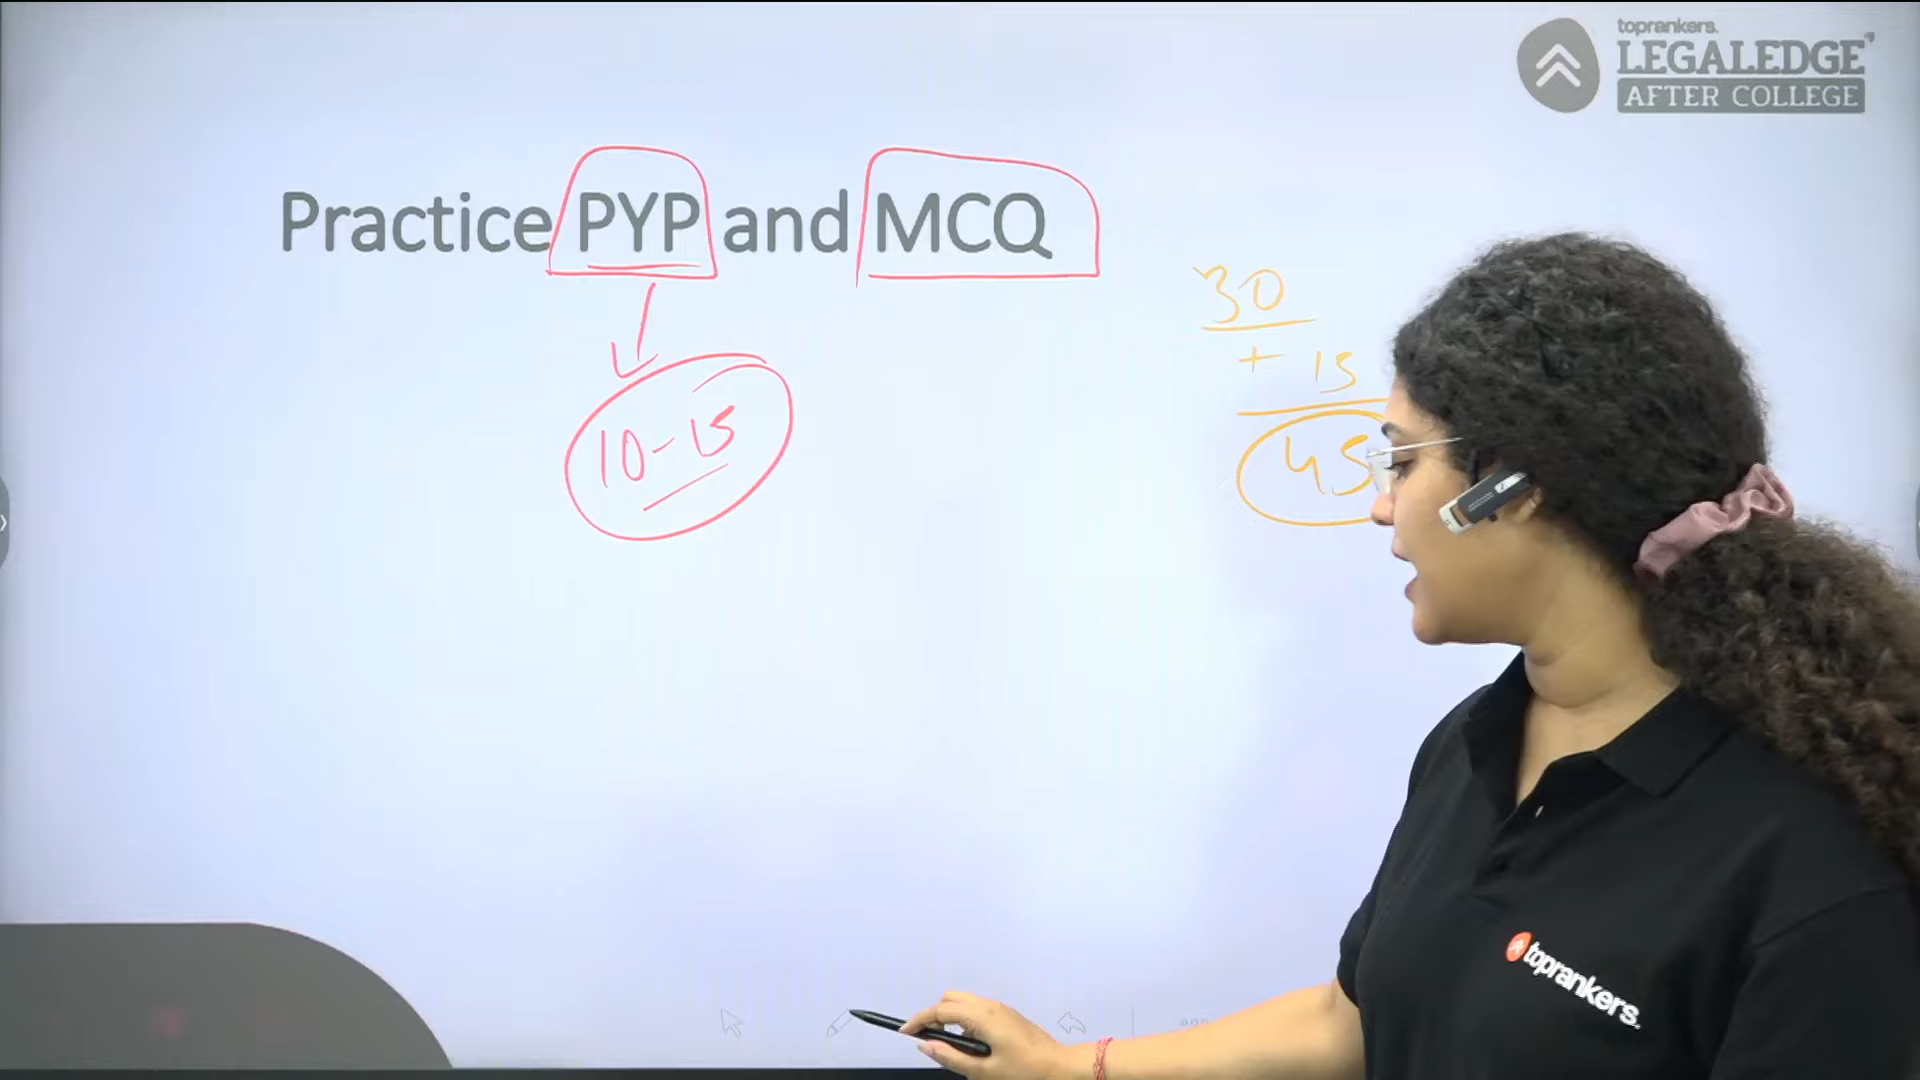 toprankers.
LEGALEDGE
AFTER COLLEGE
Practice PYP and MCQ
30
+ 15
45
10-15
toprankers.